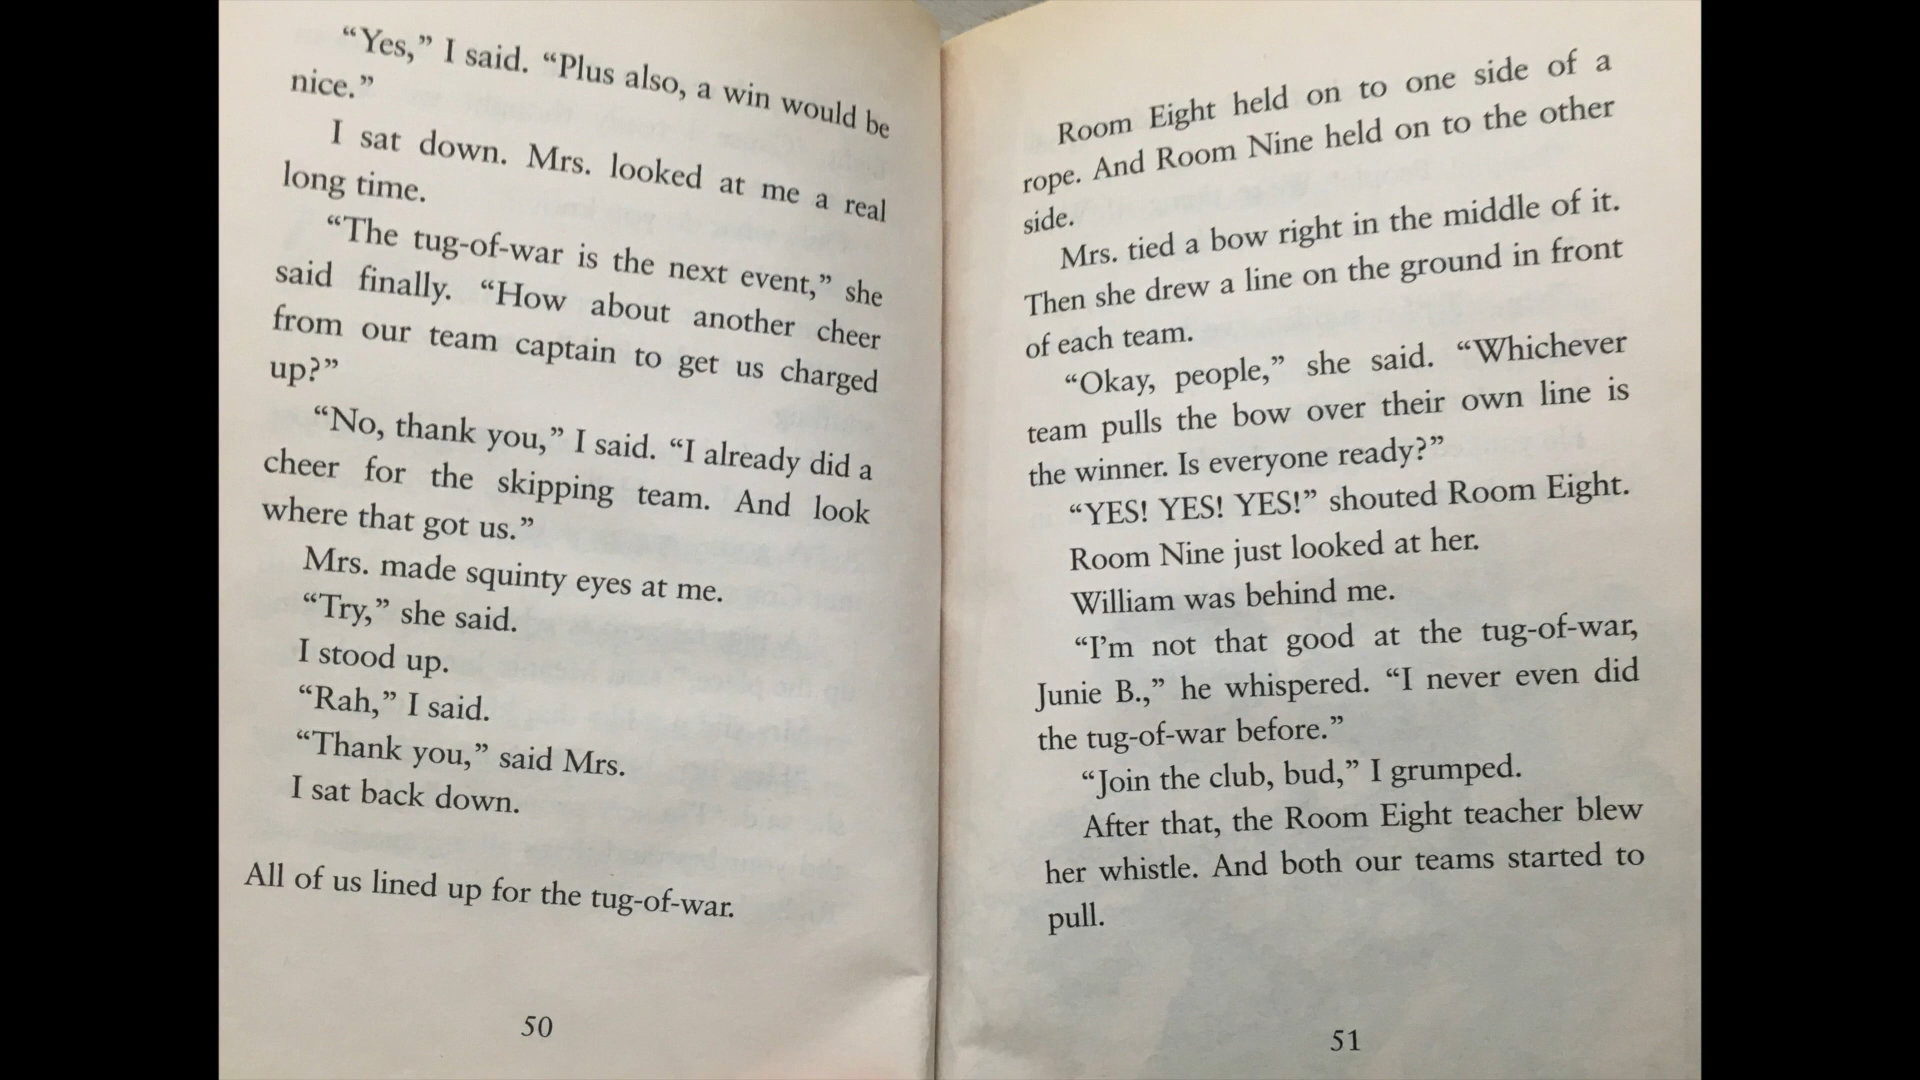 “Yes,” I said. “Plus also, a win would be
nice.”
I sat down. Mrs. looked at me a real
long time.
“The tug-of-war is the next event,” she
said finally. “How about another cheer
from our team captain to get us charged
up?”
“No, thank you,” I said. “I already did a
cheer for the skipping team. And look
where that got us.”
Mrs. made squinty eyes at me.
“Try,” she said.
I stood up.
“Rah,” I said.
“Thank you,” said Mrs.
I sat back down.
All of us lined up for the tug-of-war.
50
Room Eight held on to one side of a
rope. And Room Nine held on to the other
side.
Mrs. tied a bow right in the middle of it.
Then she drew a line on the ground in front
of each team.
“Okay, people,” she said. “Whichever
team pulls the bow over their own line is
the winner. Is everyone ready?”
“YES! YES! YES!” shouted Room Eight.
Room Nine just looked at her.
William was behind me.
“I’m not that good at the tug-of-war,
Junie B.,” he whispered. “I never even did
the tug-of-war before.”
“Join the club, bud,” I grumped.
After that, the Room Eight teacher blew
her whistle. And both our teams started to
pull.
51